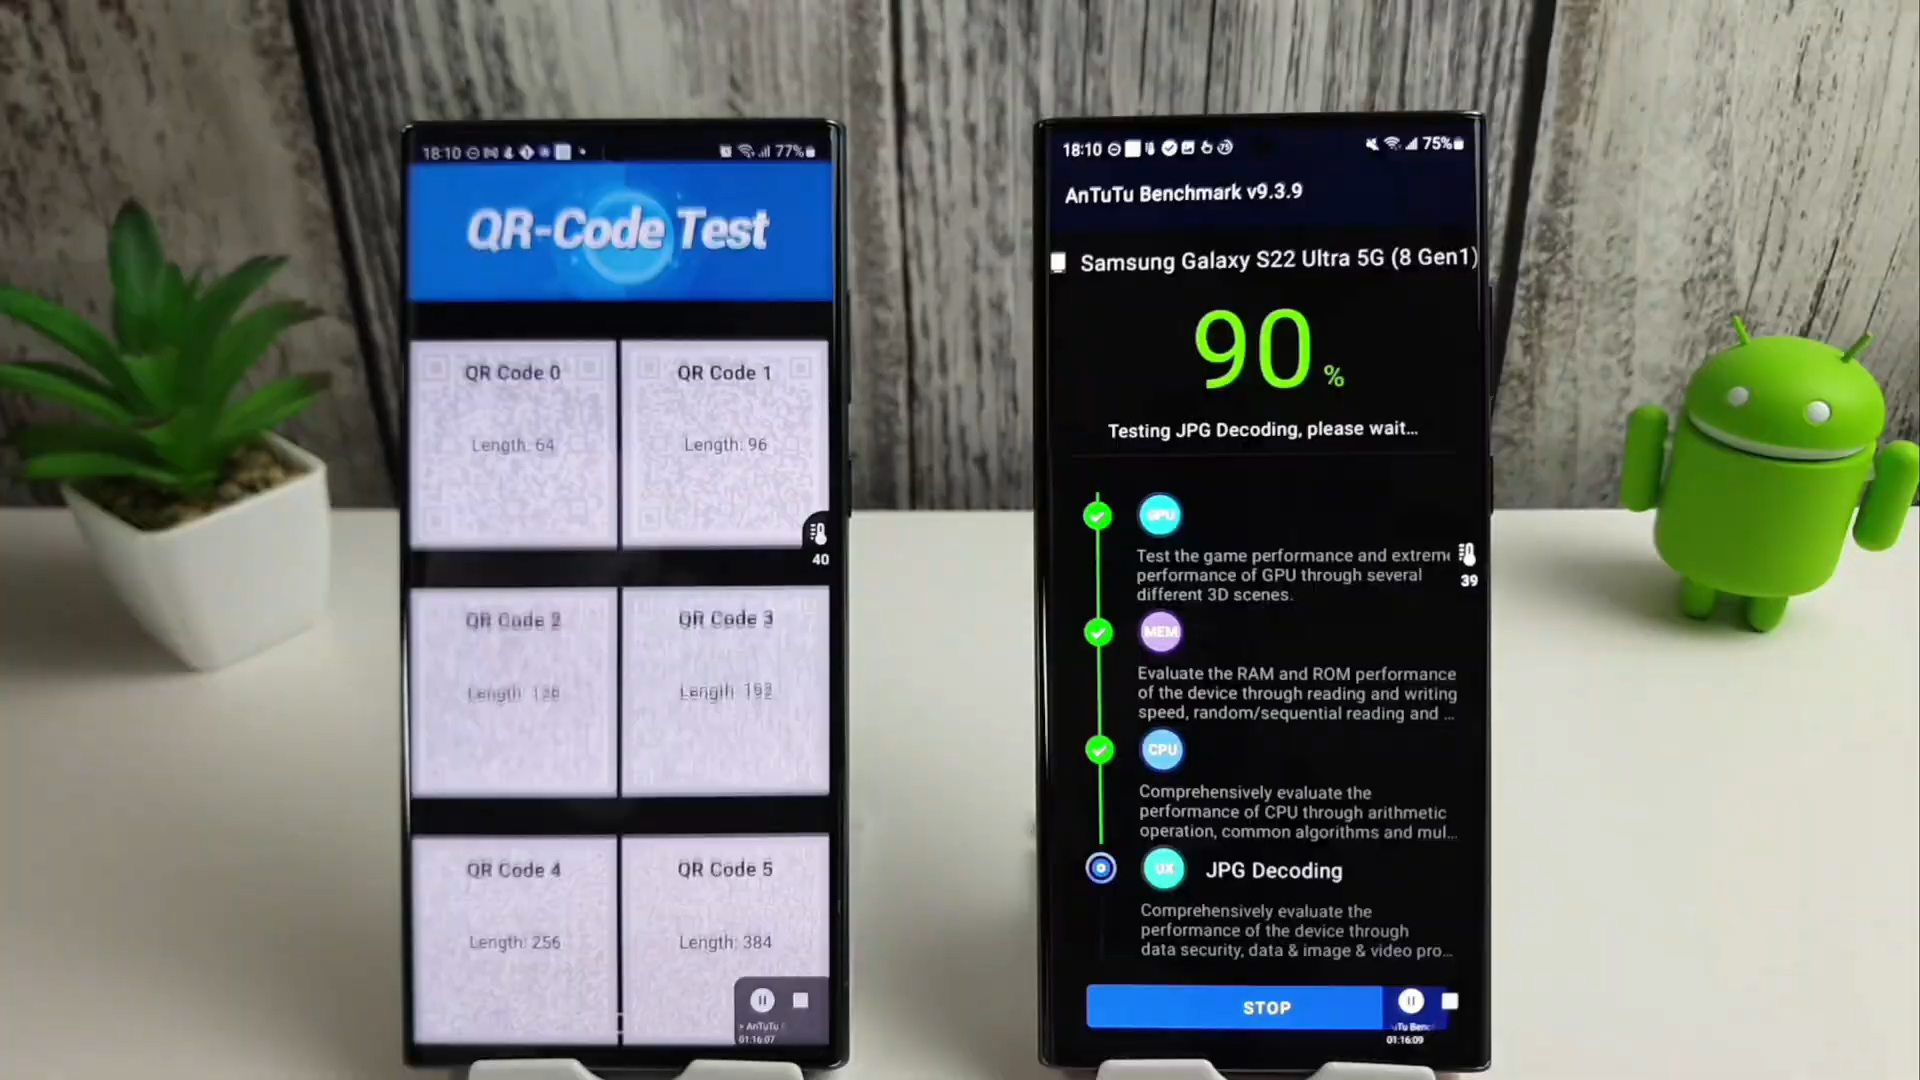 18:10
77%
QR-Code Test
QR Code 0
Length: 64
QR Code 1
Length: 96
40
QR Code 2
Length: 128
QR Code 3
Length: 192
QR Code 4
Length: 256
QR Code 5
Length: 384
AnTuTu
01:16:07
18:10
75%
AnTuTu Benchmark v9.3.9
Samsung Galaxy S22 Ultra 5G (8 Gen1)
90 %
Testing JPG Decoding, please wait...
GPU
Test the game performance and extreme
performance of GPU through several
different 3D scenes.
39
MEM
Evaluate the RAM and ROM performance
of the device through reading and writing
speed, random/sequential reading and ...
CPU
Comprehensively evaluate the
performance of CPU through arithmetic
operation, common algorithms and mul...
UX JPG Decoding
Comprehensively evaluate the
performance of the device through
data security, data & image & video pro...
STOP
01:16:09